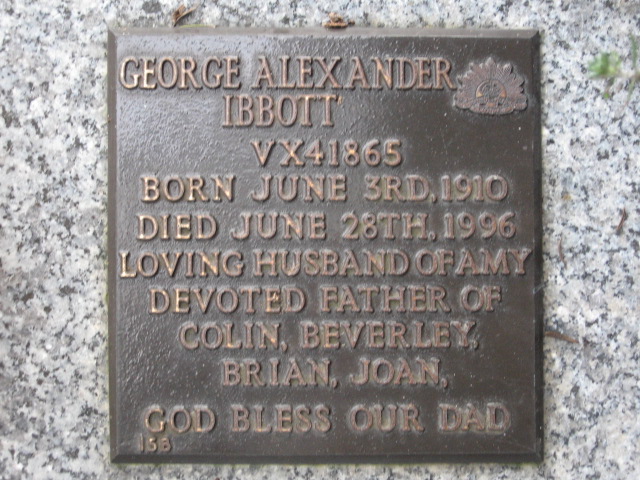 GEORGE ALEXANDER
IBBOTT
VX41865
BORN JUNE 3RD, 1910
DIED JUNE 28TH, 1996
LOVING HUSBAND OF AMY
DEVOTED FATHER OF
COLIN, BEVERLEY,
BRIAN, JOAN,
GOD BLESS OUR DAD